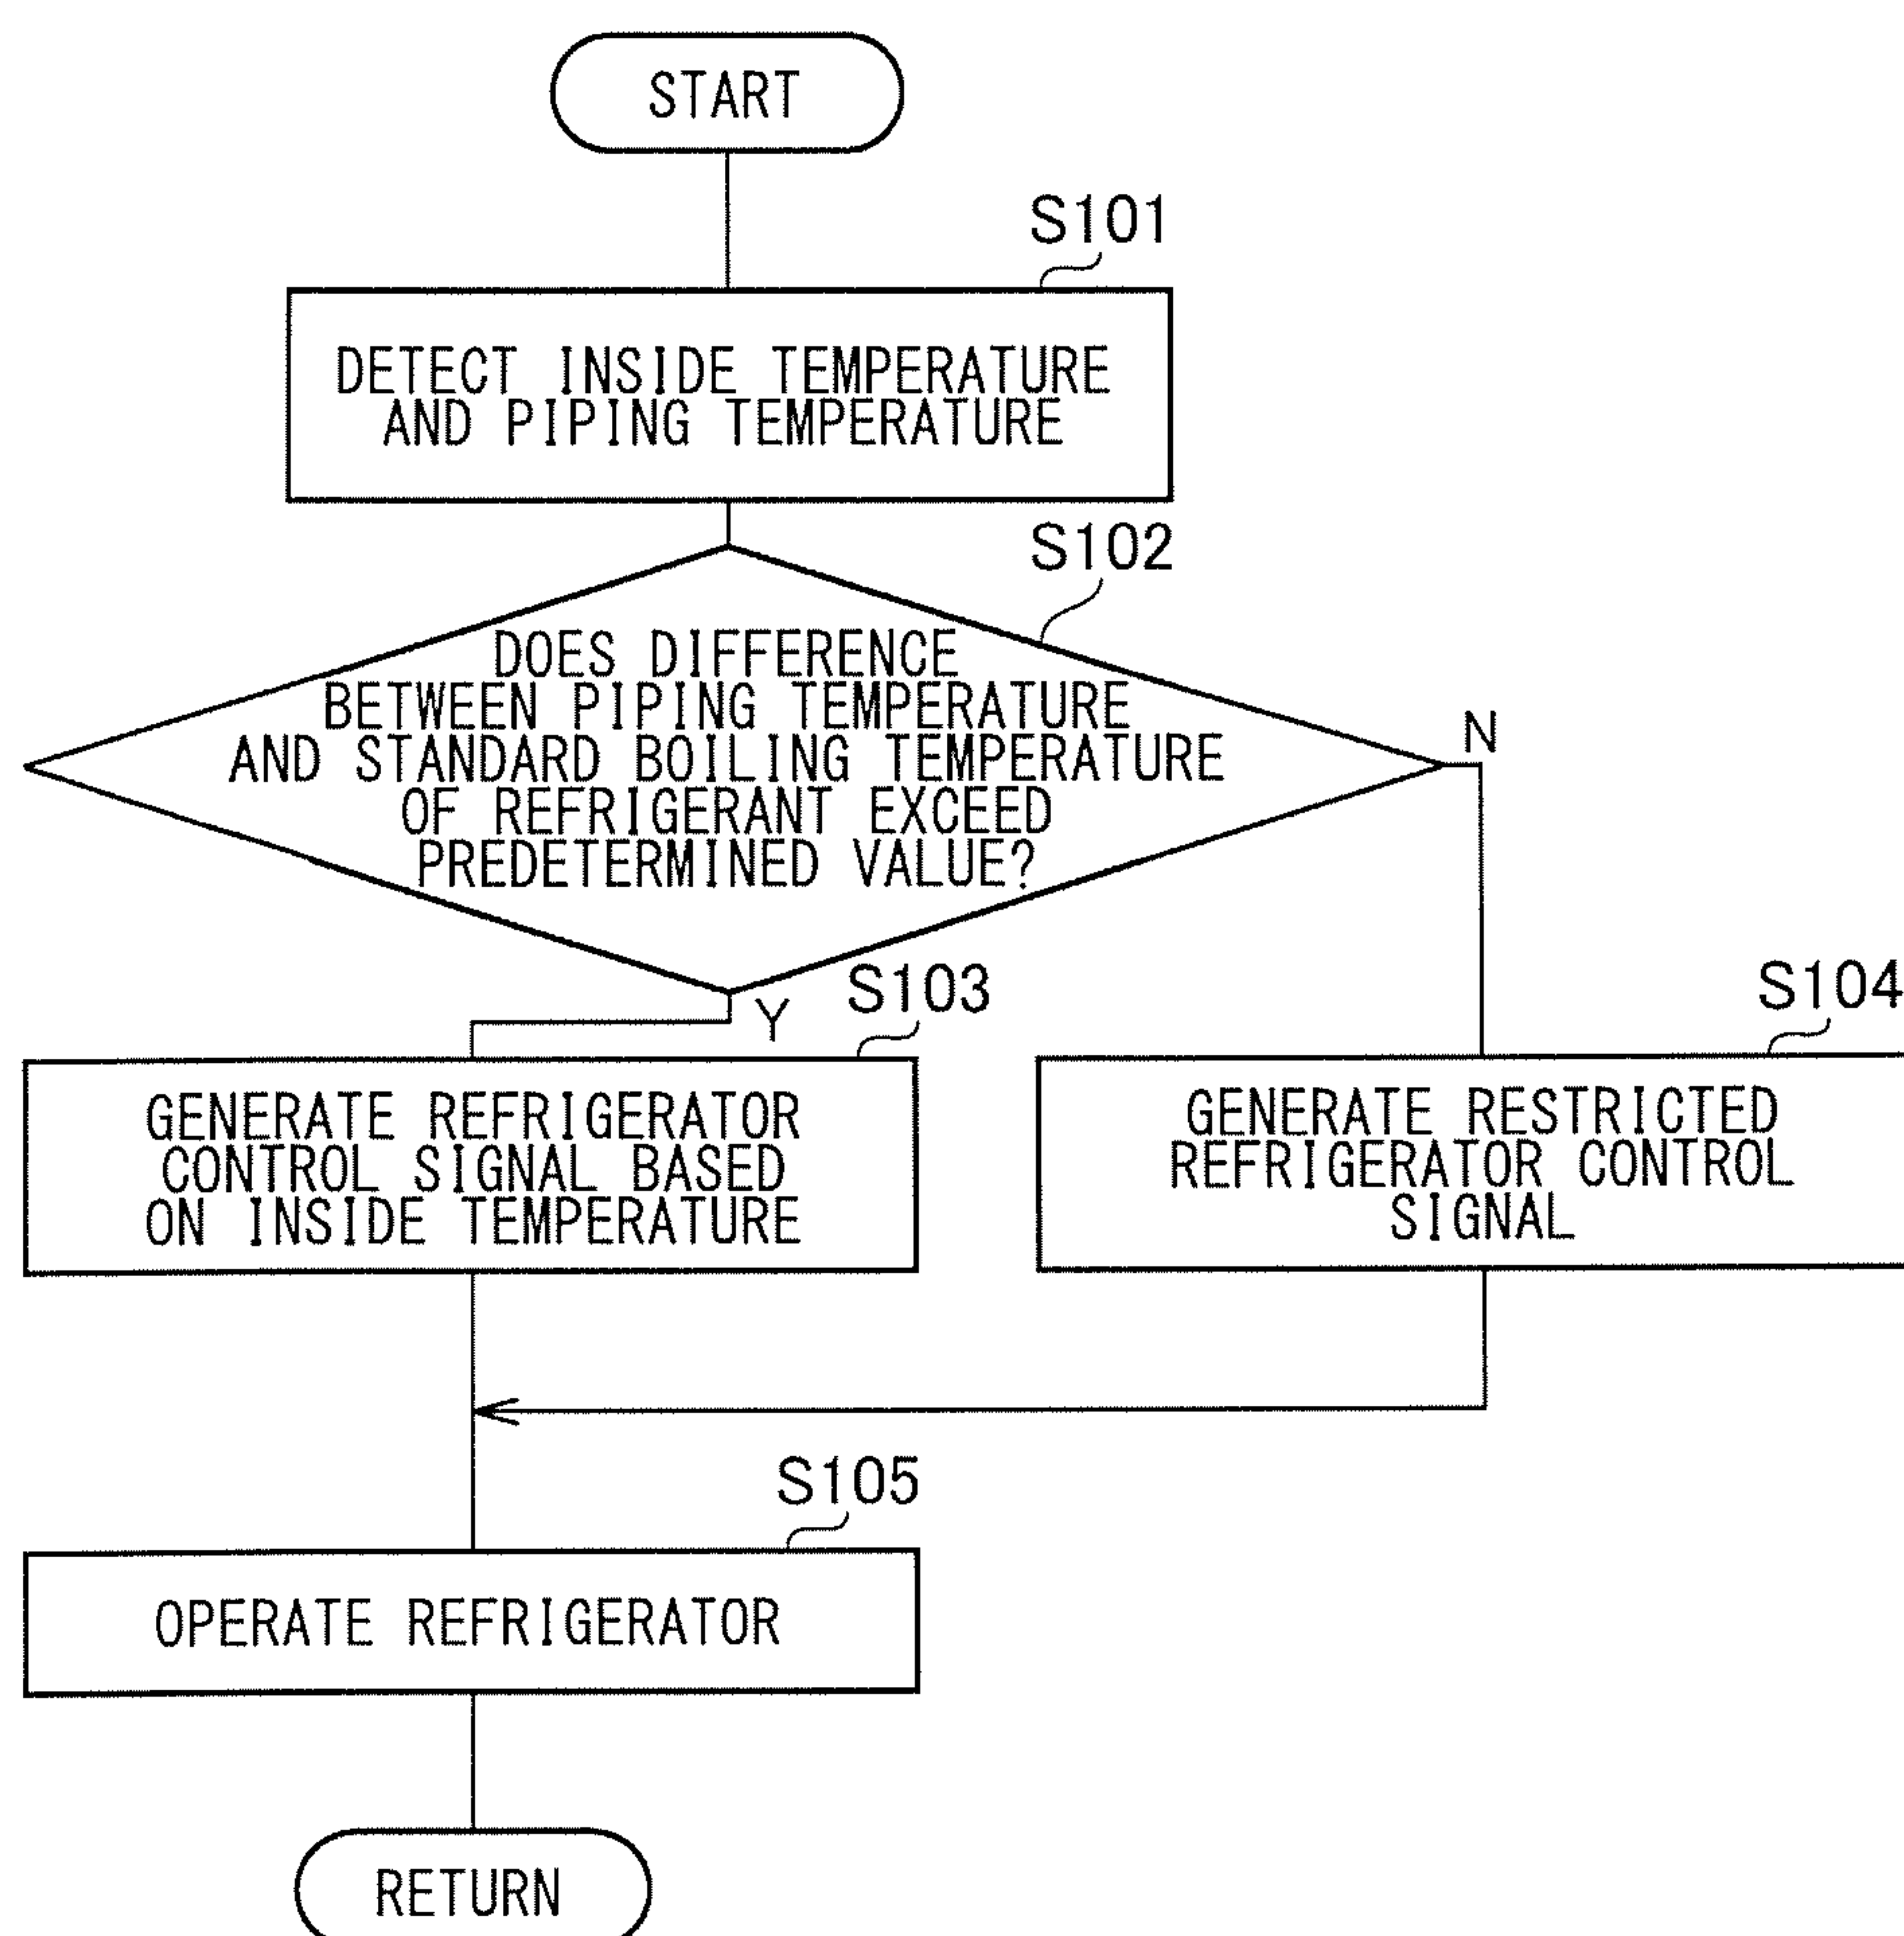 START
S101
DETECT INSIDE TEMPERATURE
AND PIPING TEMPERATURE
S102
DOES DIFFERENCE
BETWEEN PIPING TEMPERATURE
AND STANDARD BOILING TEMPERATURE
OF REFRIGERANT EXCEED
PREDETERMINED VALUE?
N
Y
S103
GENERATE REFRIGERATOR
CONTROL SIGNAL BASED
ON INSIDE TEMPERATURE
S104
GENERATE RESTRICTED
REFRIGERATOR CONTROL
SIGNAL
S105
OPERATE REFRIGERATOR
RETURN